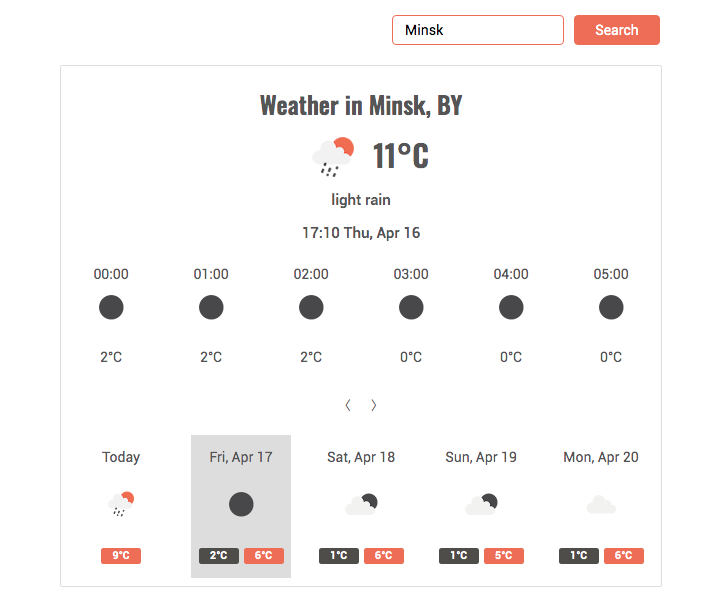 Minsk Search
Weather in Minsk, BY
11°C
light rain
17:10 Thu, Apr 16
00:00 01:00 02:00 03:00 04:00 05:00
2°C 2°C 2°C 0°C 0°C 0°C
Today Fri, Apr 17 Sat, Apr 18 Sun, Apr 19 Mon, Apr 20
9°C 2°C 6°C 1°C 6°C 1°C 5°C 1°C 6°C